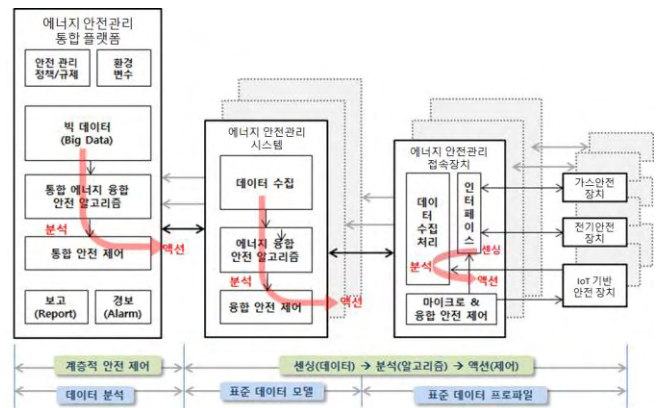 에너지 안전관리
통합 플랫폼
안전 관리
정책/규제
환경
변수
빅 데이터
(Big Data)
통합 에너지 융합
안전 알고리즘
분석
액션
통합 안전 제어
보고
(Report)
경보
(Alarm)
에너지 안전관리
시스템
데이터 수집
에너지 융합
안전 알고리즘
분석
액션
융합 안전 제어
에너지 안전관리
접속장치
데이터
수집
처리
인터페이스
센싱
분석
액션
마이크로 &
융합 안전 제어
가스안전
장치
전기안전
장치
IoT 기반
안전 장치
계층적 안전 제어
센싱(데이터) → 분석(알고리즘) → 액션(제어)
데이터 분석
표준 데이터 모델
표준 데이터 프로파일